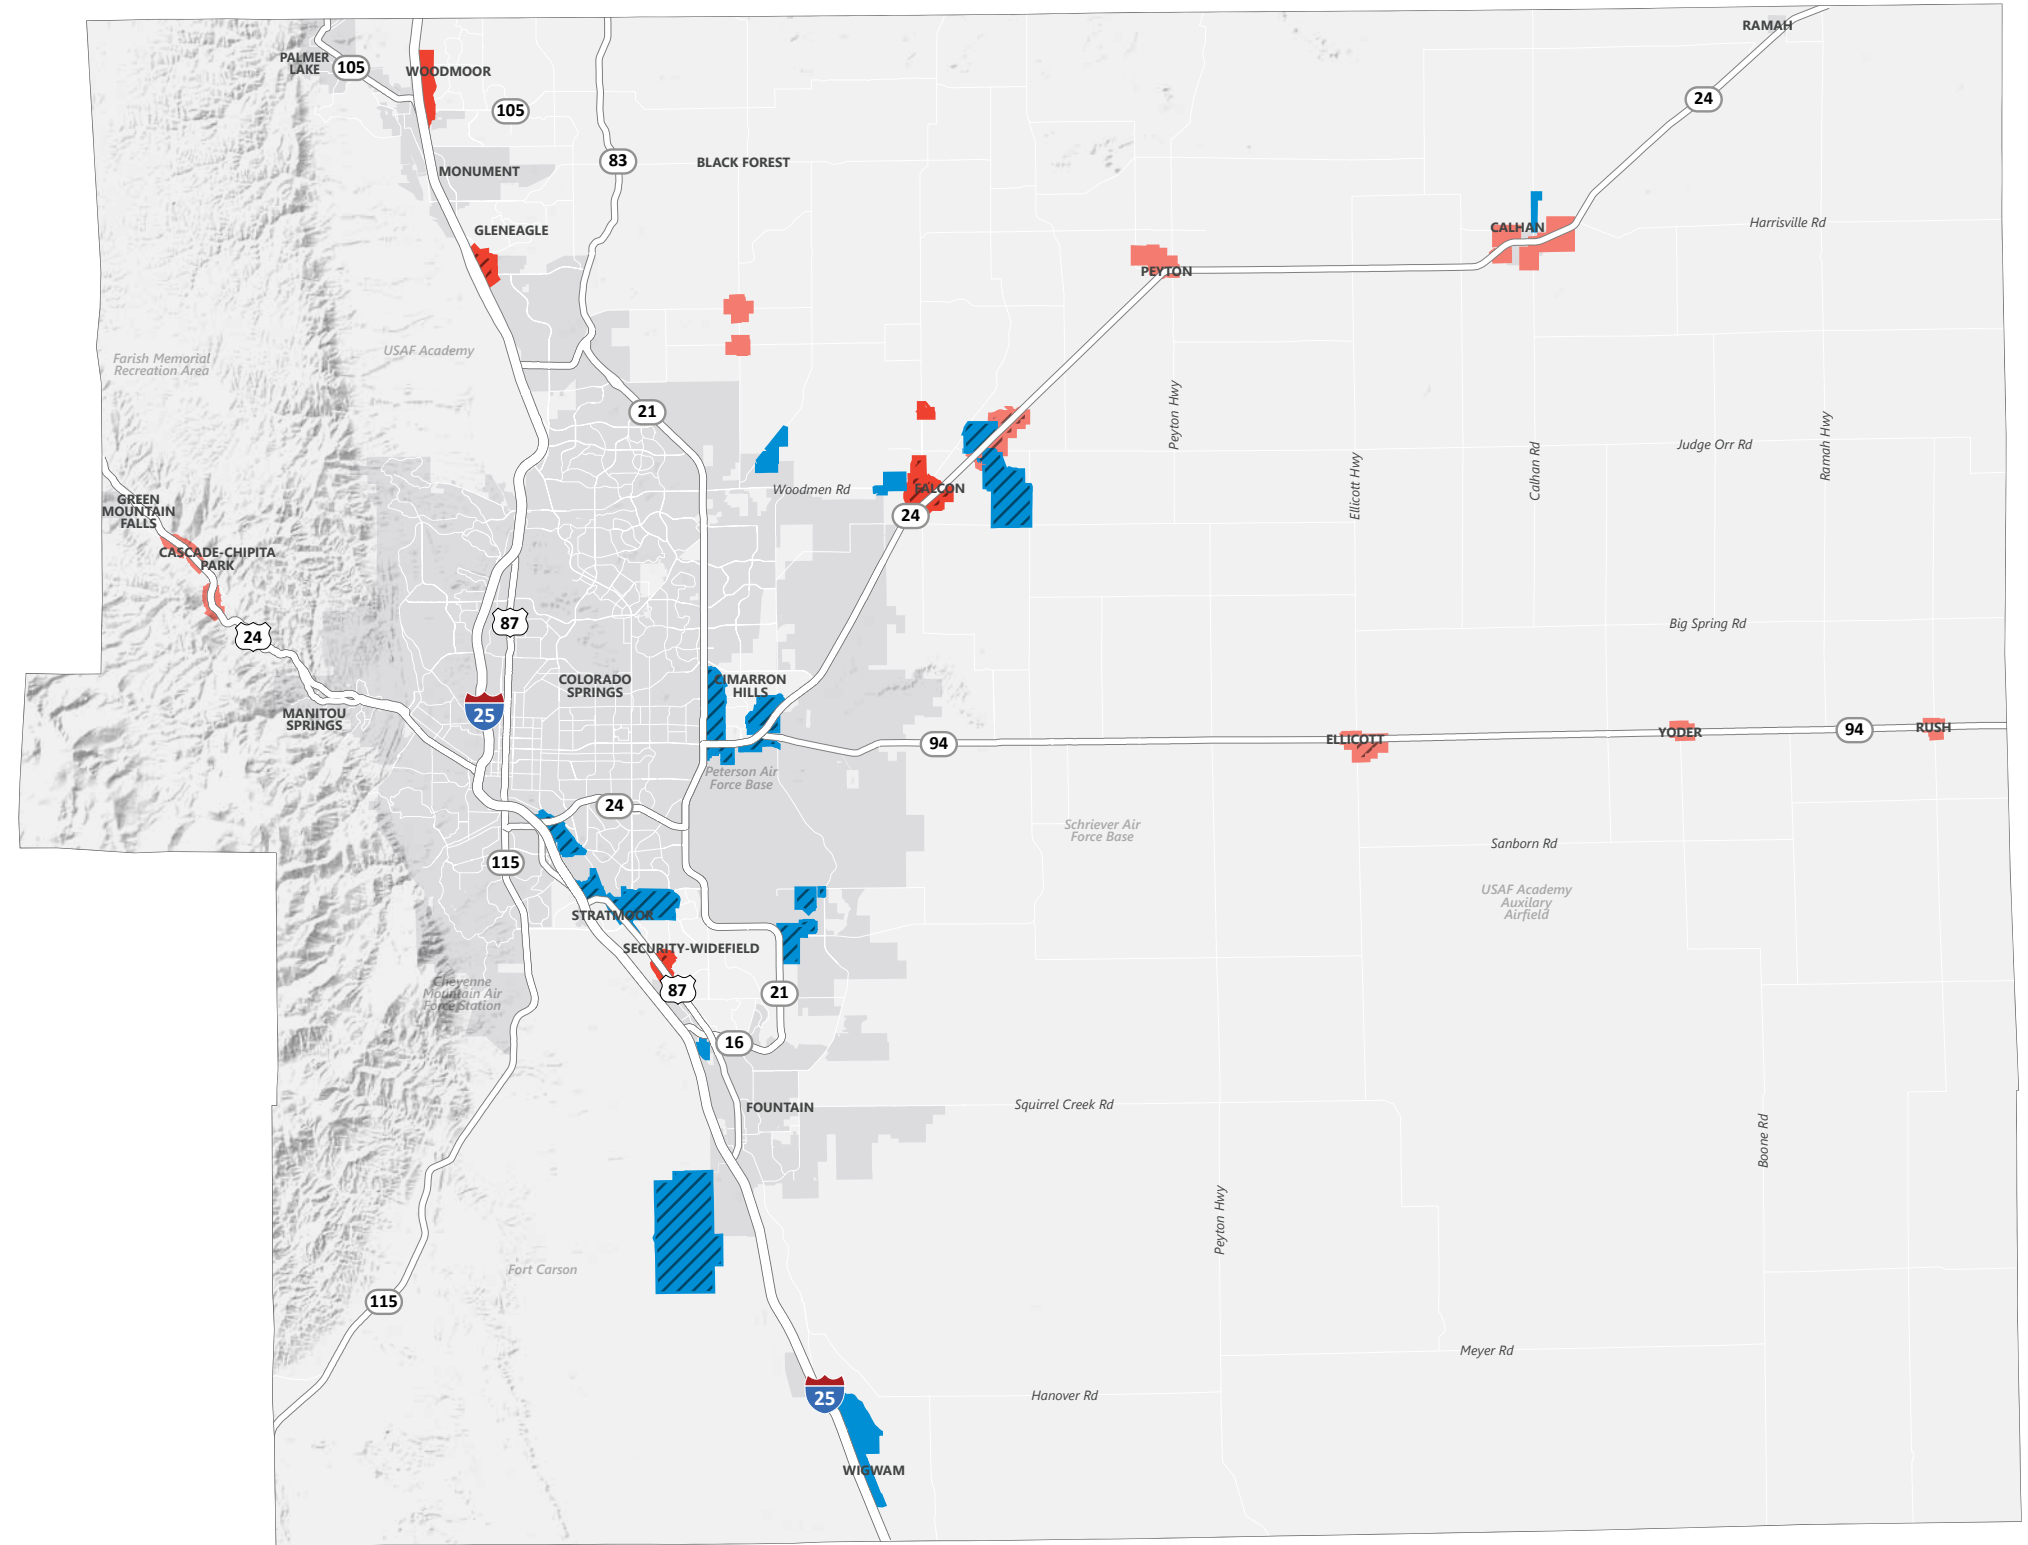 RAMAH
PALMER
LAKE
105
WOODMOOR
24
105
83
BLACK FOREST
MONUMENT
CALHAN
Harrisville Rd
GLENEAGLE
PEYTON
USAF Academy
Farish Memorial
Recreation Area
21
Peyton Hwy
Judge Orr Rd
Ramah Hwy
Calhan Rd
Ellicott Hwy
Woodmen Rd
FALCON
24
GREEN
MOUNTAIN
FALLS
CASCADE-CHIPITA
PARK
87
24
Big Spring Rd
COLORADO
SPRINGS
CIMARRON
HILLS
25
MANITOU
SPRINGS
94
ELLICOTT
YODER
94
RUSH
Peterson Air
Force Base
24
Schriever Air
Force Base
Sanborn Rd
115
USAF Academy
Auxilary
Airfield
STRATMOOR
SECURITY-WIDEFIELD
Cheyenne
Mountain Air
Force Station
87
21
16
FOUNTAIN
Squirrel Creek Rd
Boone Rd
Peyton Hwy
Fort Carson
115
Meyer Rd
25
Hanover Rd
WIGWAM